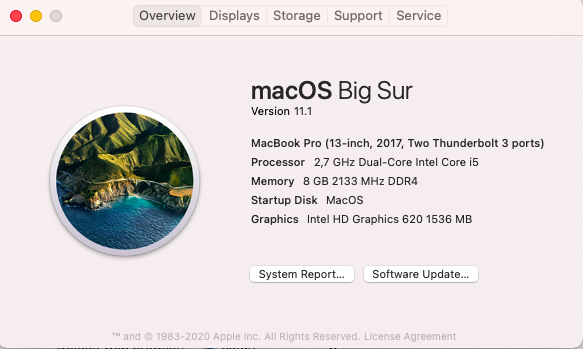 Overview Displays Storage Support Service
macOS Big Sur
Version 11.1
MacBook Pro (13-inch, 2017, Two Thunderbolt 3 ports)
Processor 2,7 GHz Dual-Core Intel Core i5
Memory 8 GB 2133 MHz DDR4
Startup Disk MacOS
Graphics Intel HD Graphics 620 1536 MB
System Report... Software Update...
™ and © 1983-2020 Apple Inc. All Rights Reserved. License Agreement